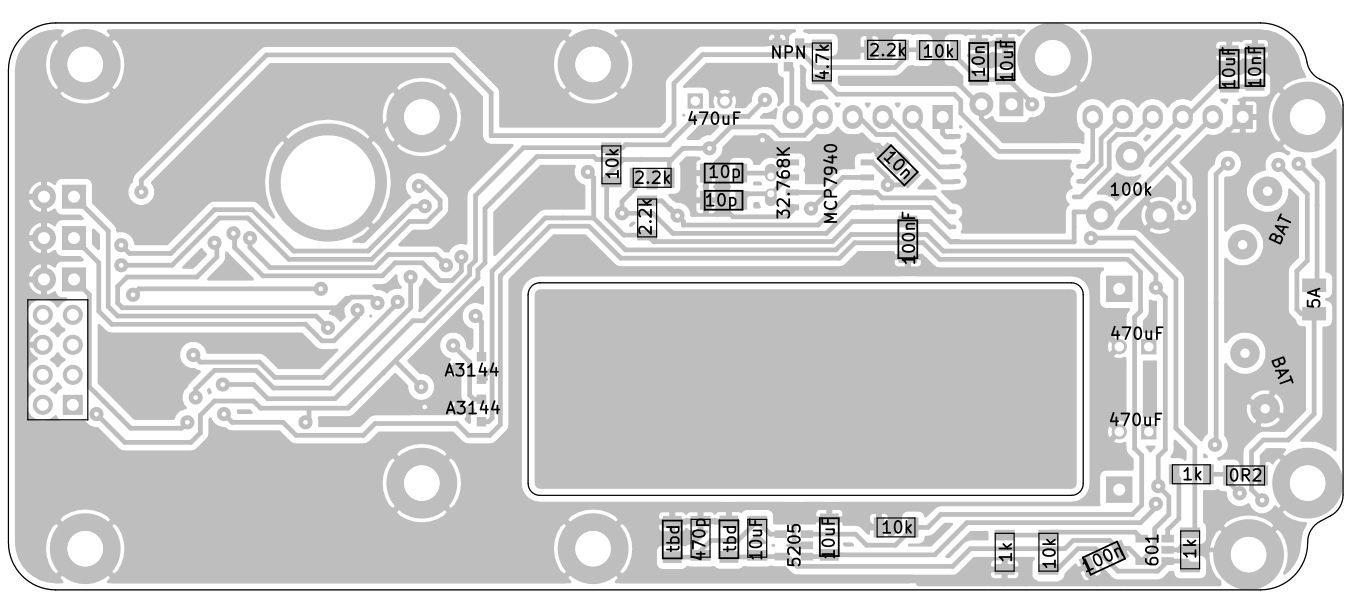 NPN
4.7k
2.2k
10k
10n
10uF
10uF
10nF
470uF
10k
2.2k
2.2k
10p
10p
32.768K
MCP7940
10n
100nF
100k
BAT
5A
470uF
BAT
A3144
A3144
470uF
1k
0R2
tbd
470p
tbd
10uF
5205
10uF
10k
1k
10k
100n
601
1k